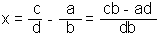 x = c/d - a/b = (cb - ad)/db